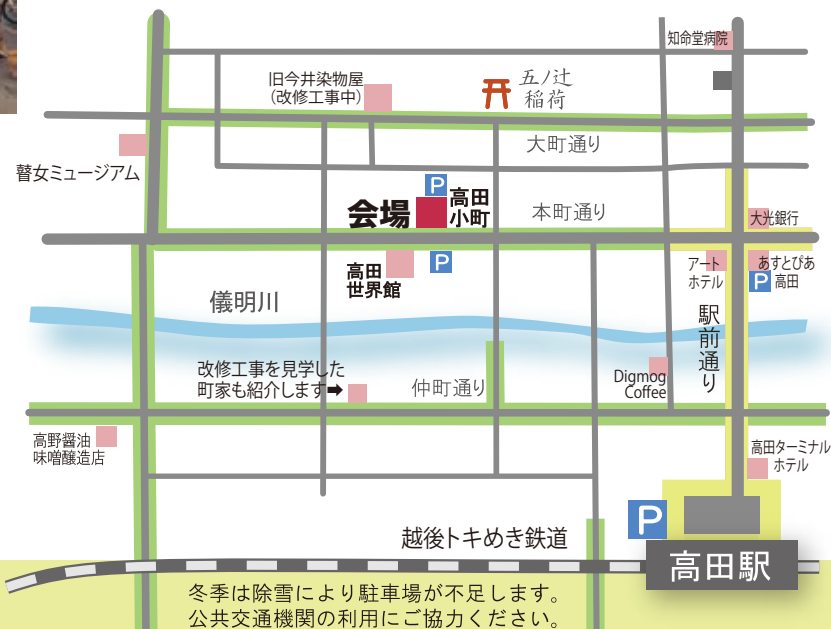 知命堂病院
旧今井染物屋
（改修工事中）
五ノ辻
稲荷
大町通り
瞽女ミュージアム
P
会場
高田
小町
本町通り
大光銀行
高田
世界館
P
アート
ホテル
あすとぴあ
P
高田
儀明川
駅前通り
改修工事を見学した
町家も紹介します➡
仲町通り
Digmog
Coffee
高野醤油
味噌醸造店
高田ターミナル
ホテル
P
越後トキめき鉄道
高田駅
冬季は除雪により駐車場が不足します。
公共交通機関の利用にご協力ください。